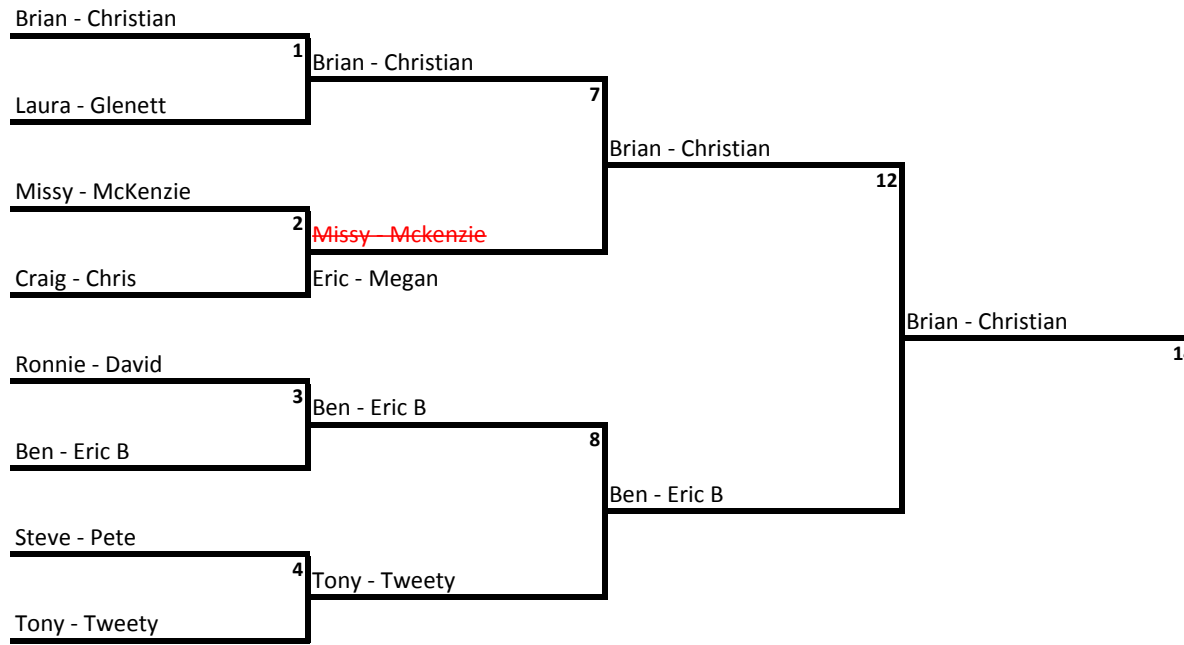 Brian - Christian
1
Brian - Christian
Laura - Glenett
7
Brian - Christian
12
Missy - McKenzie
2
Missy - Mckenzie
Craig - Chris
Eric - Megan
Brian - Christian
Ronnie - David
3
Ben - Eric B
8
Ben - Eric B
Ben - Eric B
Steve - Pete
4
Tony - Tweety
Tony - Tweety